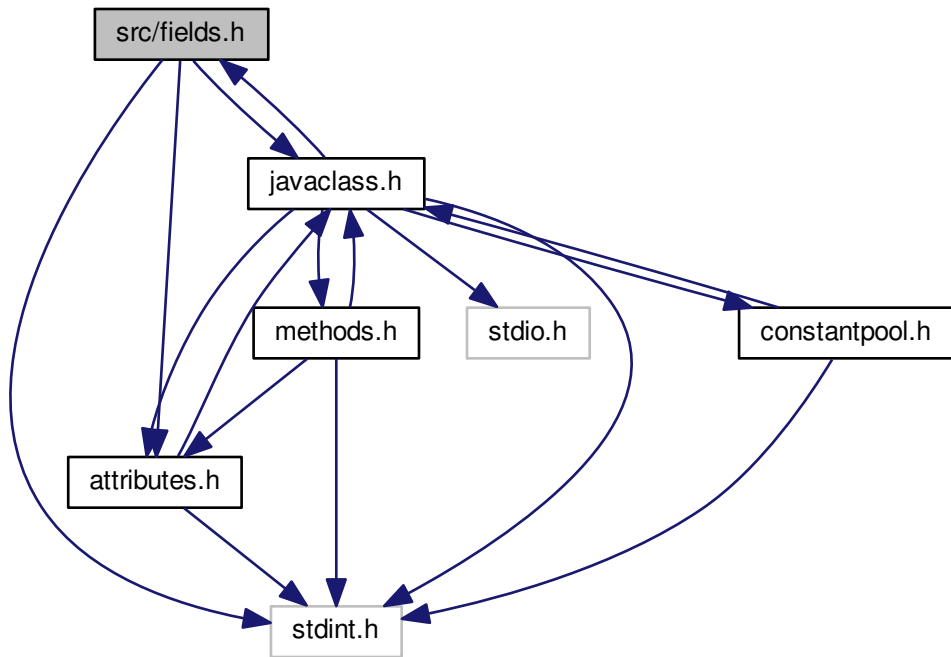 src/fields.h
javaclass.h
methods.h
stdio.h
constantpool.h
attributes.h
stdint.h